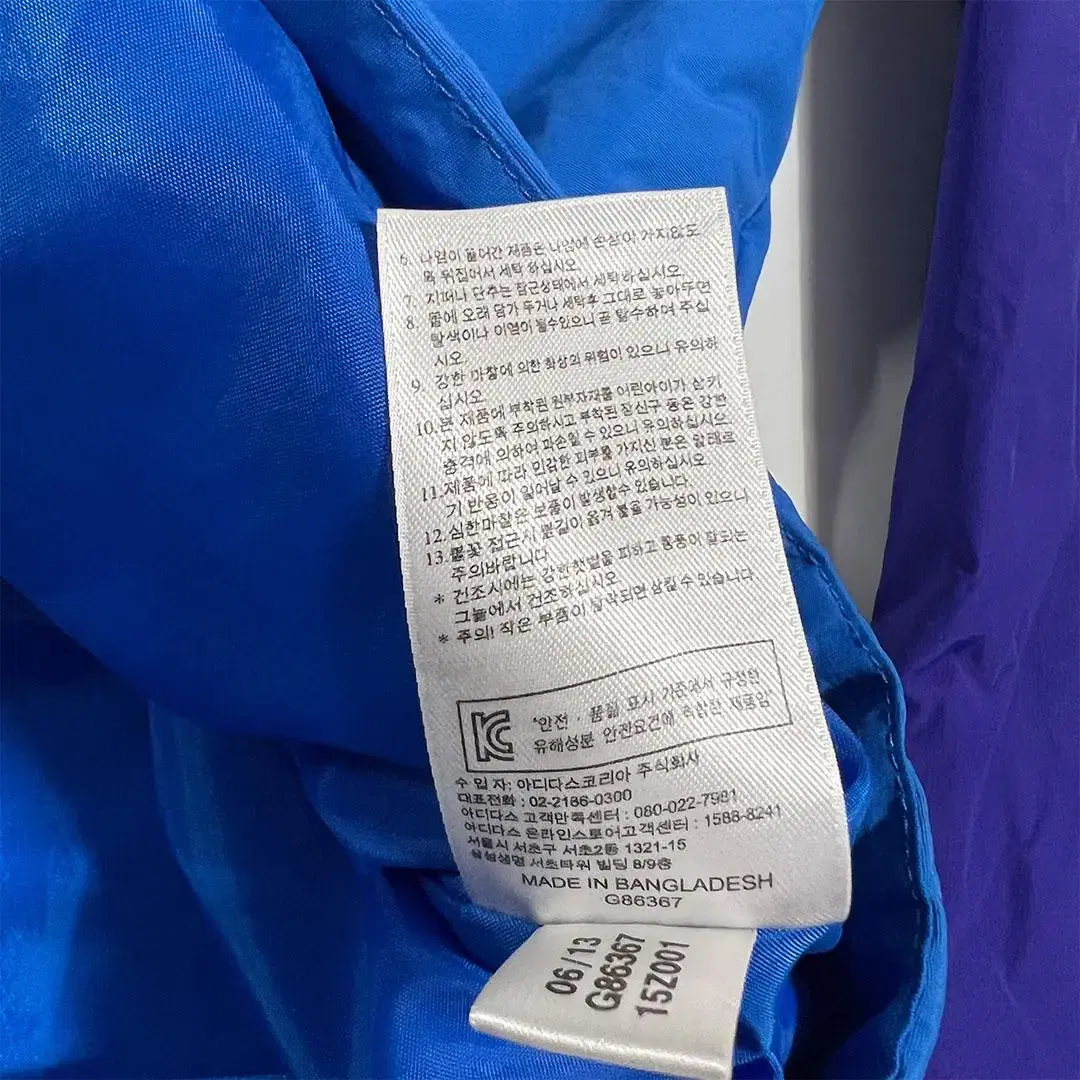 6. 나염이 들어간 제품은 나염에 손상이 가지않도
록 뒤집어서 세탁 하십시오
7. 지퍼나 단추는 잠근상태에서 세탁하십시오
8. 물에 오래 담가 두거나 세탁후 그대로 놓아두면
탈색이나 이염이 될수있으니 곧 탈수하여 주십
시오
9. 강한 마찰에 의한 화상의 위험이 있으니 유의하
십시오
10.본 제품에 부착된 원부자재를 어린아이가 삼키
지 않도록 주의하시고 부착된 장신구 등은 강한
충격에 의하여 파손될 수 있으니 유의하십시오
11.제품에 따라 민감한 피부를 가지신 분은 알레르
기 반응이 일어날 수 있으니 유의하십시오
12.심한마찰은 보풀이 발생할수 있습니다
13.불꽃 접근시 불길이 옮겨 붙을 가능성이 있으니
주의바랍니다
* 건조시에는 강한햇볕을 피하고 통풍이 잘되는
그늘에서 건조하십시오
* 주의! 작은 부품이 탈락되면 삼킬수 있습니다
"안전 · 품질 표시 기준에서 규정한
유해성분 안전요건에 적합한 제품임"
수 입 자: 아디다스코리아 주식회사
대표전화 : 02-2186-0300
아디다스 고객만족센터 : 080-022-7981
아디다스 온라인스토어고객센터 : 1588-8241
서울시 서초구 서초2동 1321-15
삼성생명 서초타워 빌딩 8/9층
MADE IN BANGLADESH
G86367
06/13
G86367
15Z001